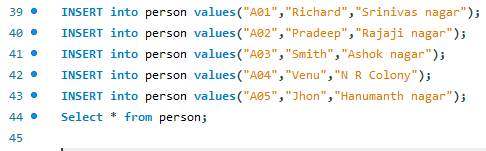 39 INSERT into person values("A01","Richard","Srinivas nagar");
40 INSERT into person values("A02","Pradeep","Rajaji nagar");
41 INSERT into person values("A03","Smith","Ashok nagar");
42 INSERT into person values("A04","Venu","N R Colony");
43 INSERT into person values("A05","Jhon","Hanumanth nagar");
44 Select * from person;
45